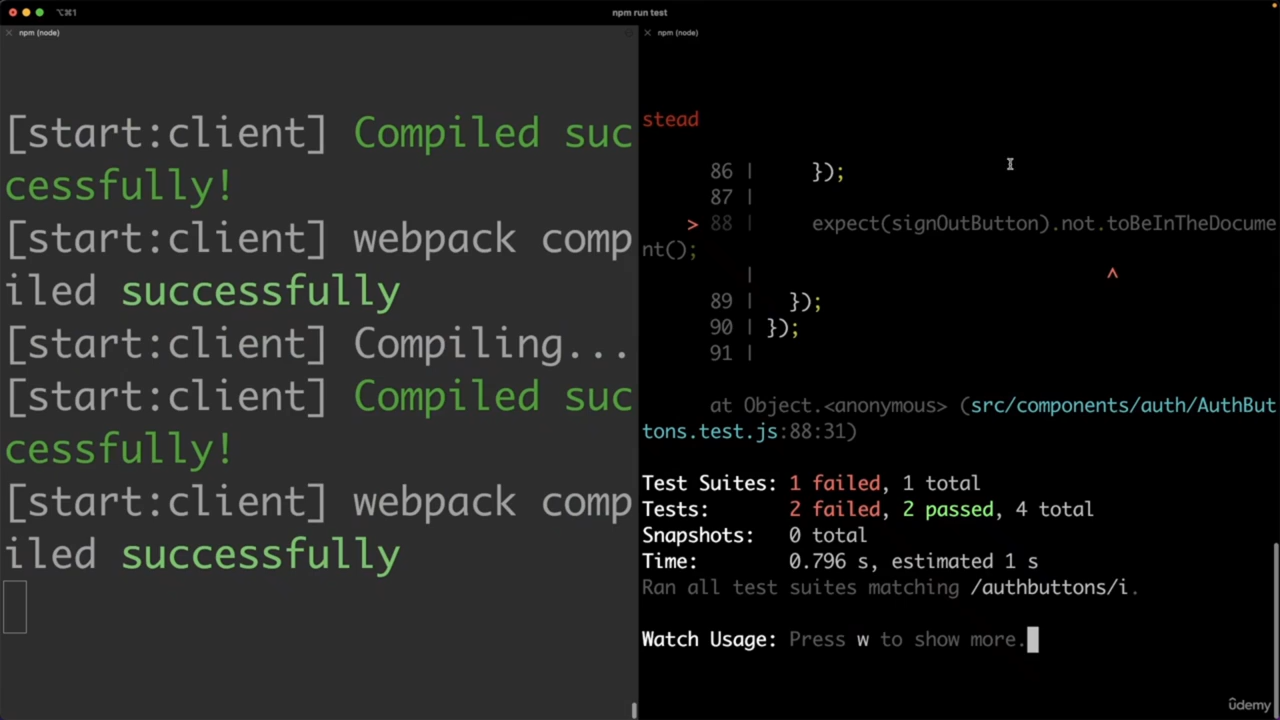 ⌥⌘1
npm run test
npm (node)
[start:client] Compiled suc
cessfully!
[start:client] webpack comp
iled successfully
[start:client] Compiling...
[start:client] Compiled suc
cessfully!
[start:client] webpack comp
iled successfully
npm (node)
stead
86 | });
87 |
> 88 | expect(signOutButton).not.toBeInTheDocume
nt();
| ^
89 | });
90 | });
91 |
at Object.<anonymous> (src/components/auth/AuthBut
tons.test.js:88:31)
Test Suites: 1 failed, 1 total
Tests: 2 failed, 2 passed, 4 total
Snapshots: 0 total
Time: 0.796 s, estimated 1 s
Ran all test suites matching /authbuttons/i.
Watch Usage: Press w to show more.
ûdemy